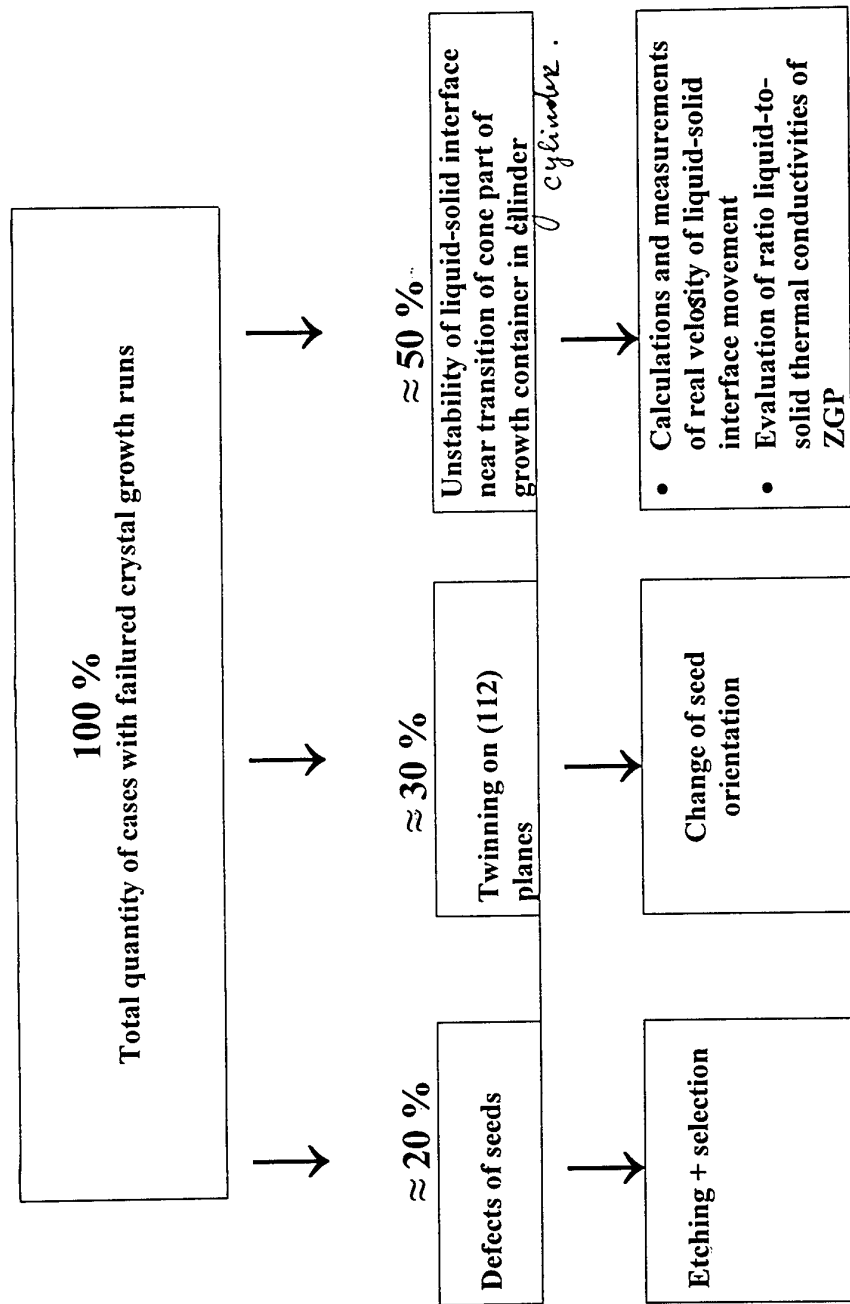 100 %
Total quantity of cases with failured crystal growth runs
≈20 %
Defects of seeds
Etching + selection
≈30 %
Twinning on (112)
planes
Change of seed
orientation
≈50 %
Unstability of liquid-solid interface
near transition of cone part of
growth container in cilinder
cylinder.
• Calculations and measurements
of real velosity of liquid-solid
interface movement
• Evaluation of ratio liquid-to-
solid thermal conductivities of
ZGP